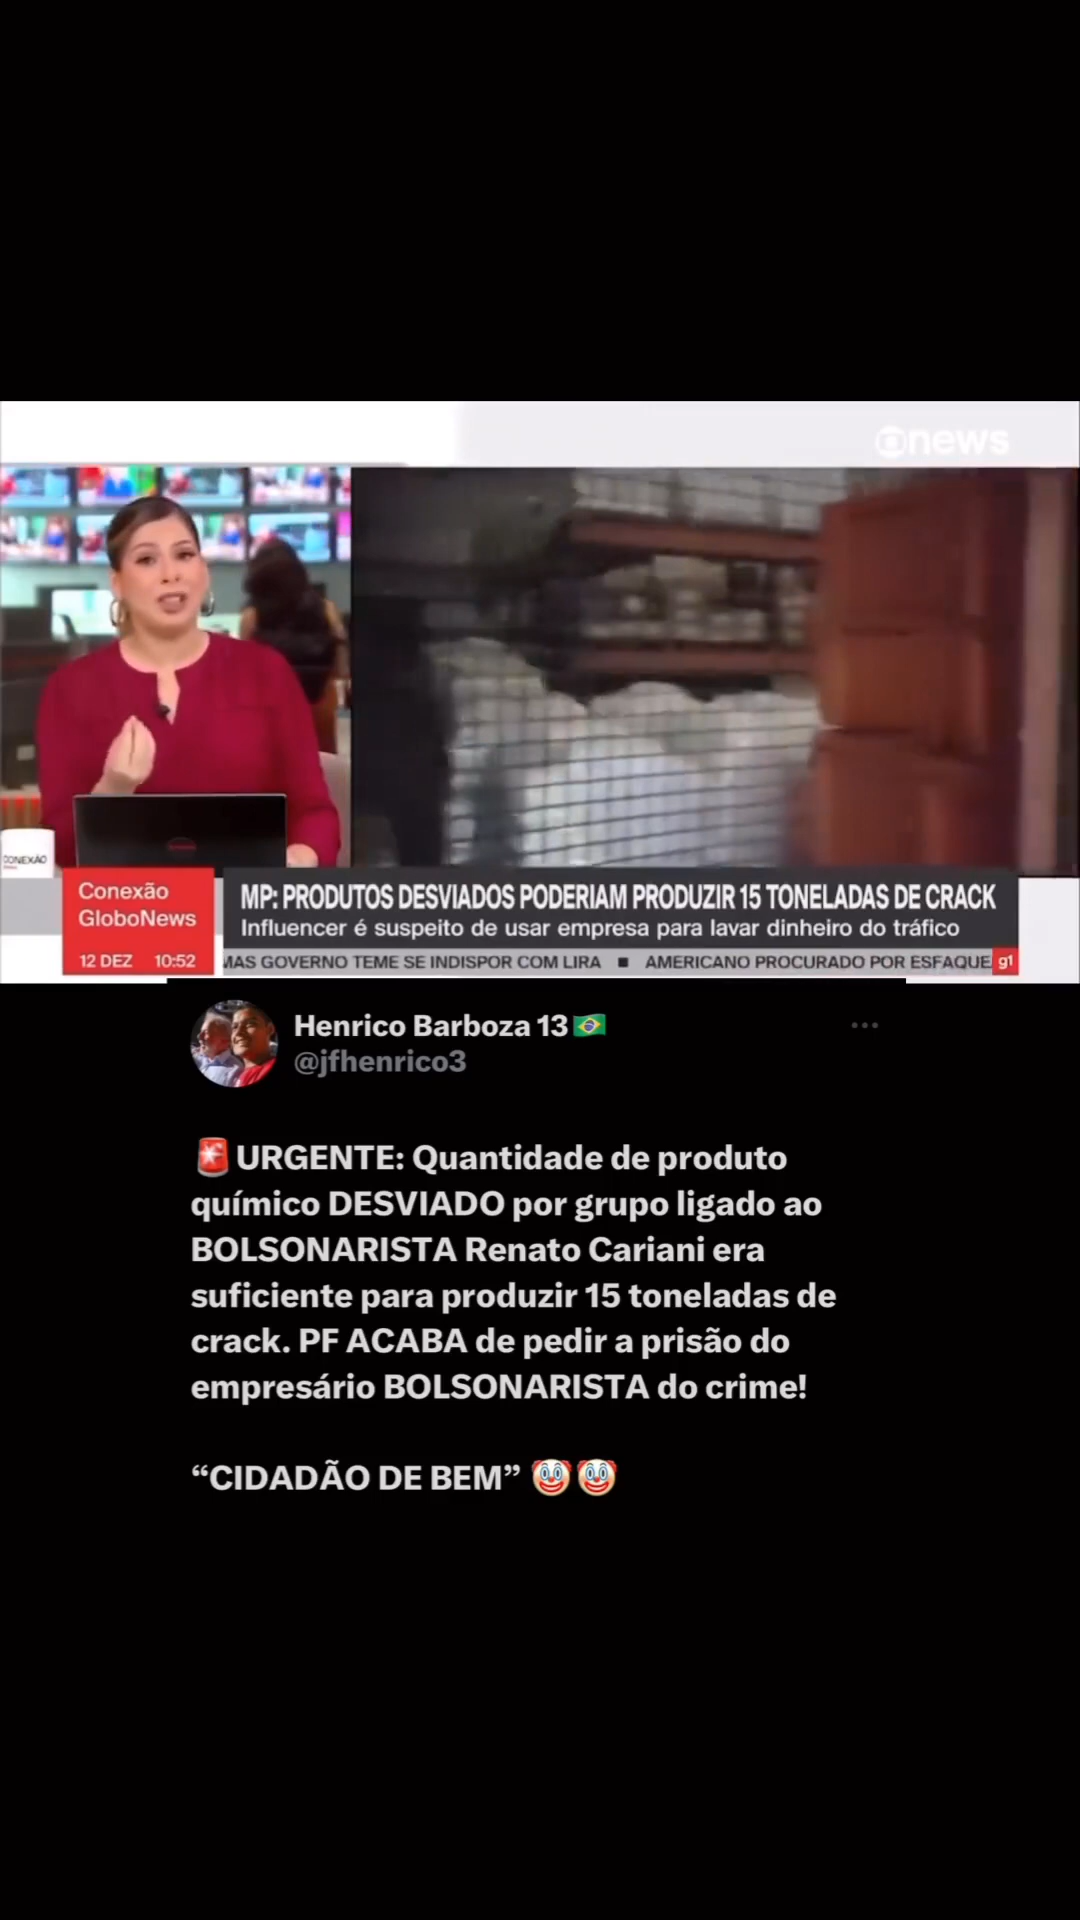 news
CONEXÃO
Conexão
GloboNews
12 DEZ 10:52
MP: PRODUTOS DESVIADOS PODERIAM PRODUZIR 15 TONELADAS DE CRACK
Influencer é suspeito de usar empresa para lavar dinheiro do tráfico
MAS GOVERNO TEME SE INDISPOR COM LIRA ■ AMERICANO PROCURADO POR ESFAQUE
g1
Henrico Barboza 13🇧🇷
@jfhenrico3
🚨URGENTE: Quantidade de produto
químico DESVIADO por grupo ligado ao
BOLSONARISTA Renato Cariani era
suficiente para produzir 15 toneladas de
crack. PF ACABA de pedir a prisão do
empresário BOLSONARISTA do crime!
“CIDADÃO DE BEM” 🤡🤡